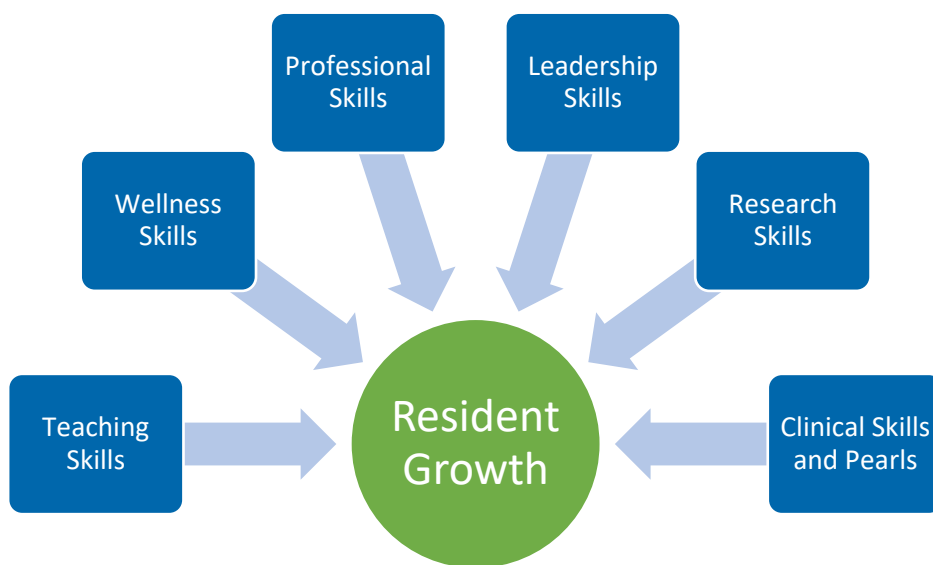 Professional
Skills
Leadership
Skills
Wellness
Skills
Research
Skills
Teaching
Skills
Resident
Growth
Clinical Skills
and Pearls